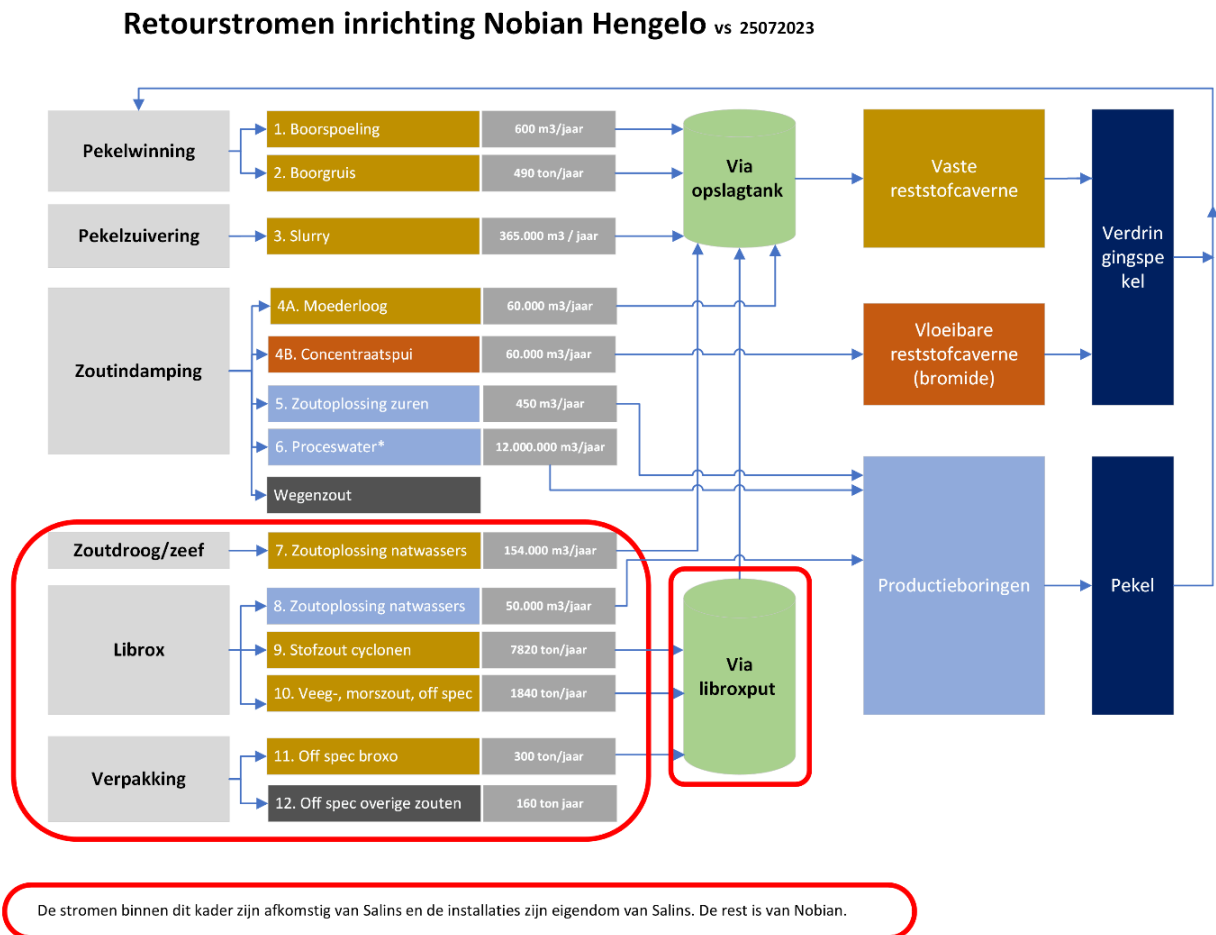 Retourstromen inrichting Nobian Hengelo vs 25072023
Pekelwinning
1. Boorspoeling
600 m3/jaar
2. Boorgruis
490 ton/jaar
Via
opslagtank
Vaste
reststofcaverne
Verdrin
gingspe
kel
Pekelzuivering
3. Slurry
365.000 m3 / jaar
Zoutindamping
4A. Moederloog
60.000 m3/jaar
4B. Concentraatspui
60.000 m3/jaar
Vloeibare
reststofcaverne
(bromide)
5. Zoutoplossing zuren
450 m3/jaar
6. Proceswater*
12.000.000 m3/jaar
Wegenzout
Zoutdroog/zeef
7. Zoutoplossing natwassers
154.000 m3/jaar
Librox
8. Zoutoplossing natwassers
50.000 m3/jaar
9. Stofzout cyclonen
7820 ton/jaar
10. Veeg-, morszout, off spec
1840 ton/jaar
Via
libroxput
Productieboringen
Pekel
Verpakking
11. Off spec broxo
300 ton/jaar
12. Off spec overige zouten
160 ton jaar
De stromen binnen dit kader zijn afkomstig van Salins en de installaties zijn eigendom van Salins. De rest is van Nobian.